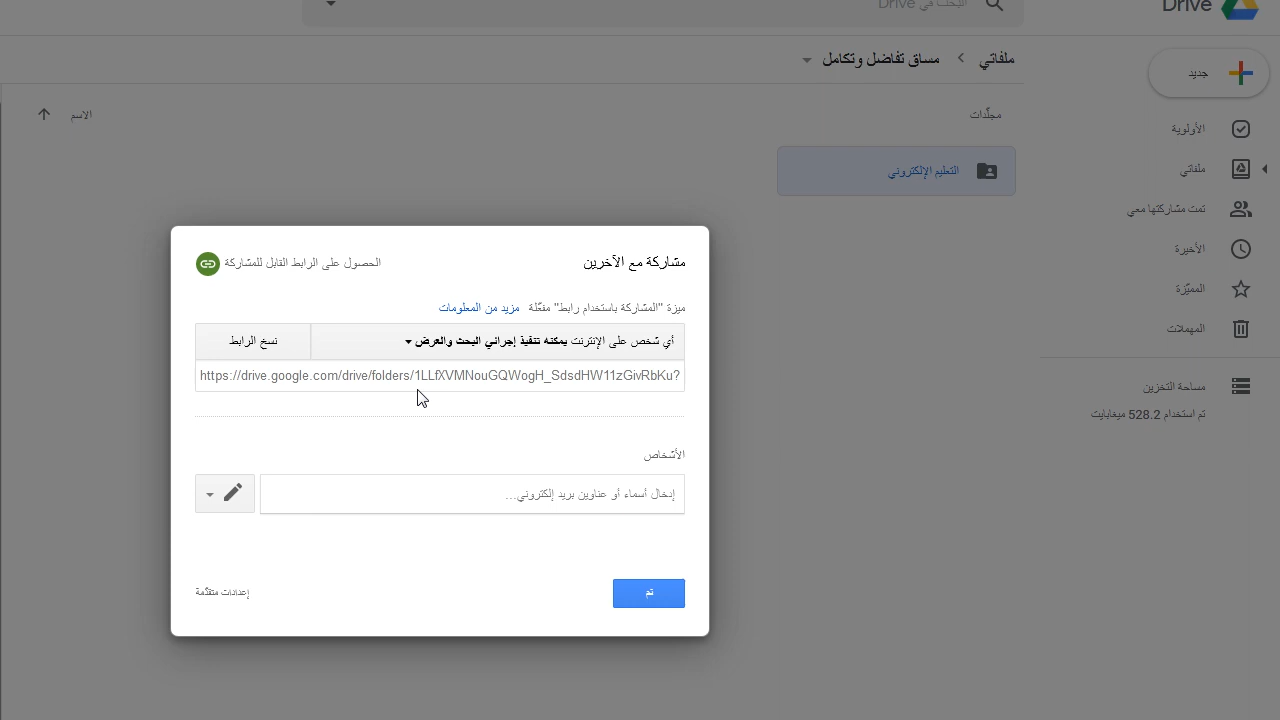 Drive
البحث في Drive
ملفاتي
مساق تفاضل وتكامل
جديد
مجلّدات
الاسم
التعليم الإلكتروني
الأولوية
ملفاتي
تمت مشاركتها معي
الأخيرة
المميّزة
المهملات
مساحة التخزين
تم استخدام 528.2 ميغابايت
مشاركة مع الآخرين
الحصول على الرابط القابل للمشاركة
ميزة "المشاركة باستخدام رابط" مفعّلة مزيد من المعلومات
أي شخص على الإنترنت يمكنه تنفيذ إجرائي البحث والعرض
نسخ الرابط
https://drive.google.com/drive/folders/1LLfXVMNouGQWogH_SdsdHW11zGivRbKu?
الأشخاص
إدخال أسماء أو عناوين بريد إلكتروني...
تم
إعدادات متقدّمة